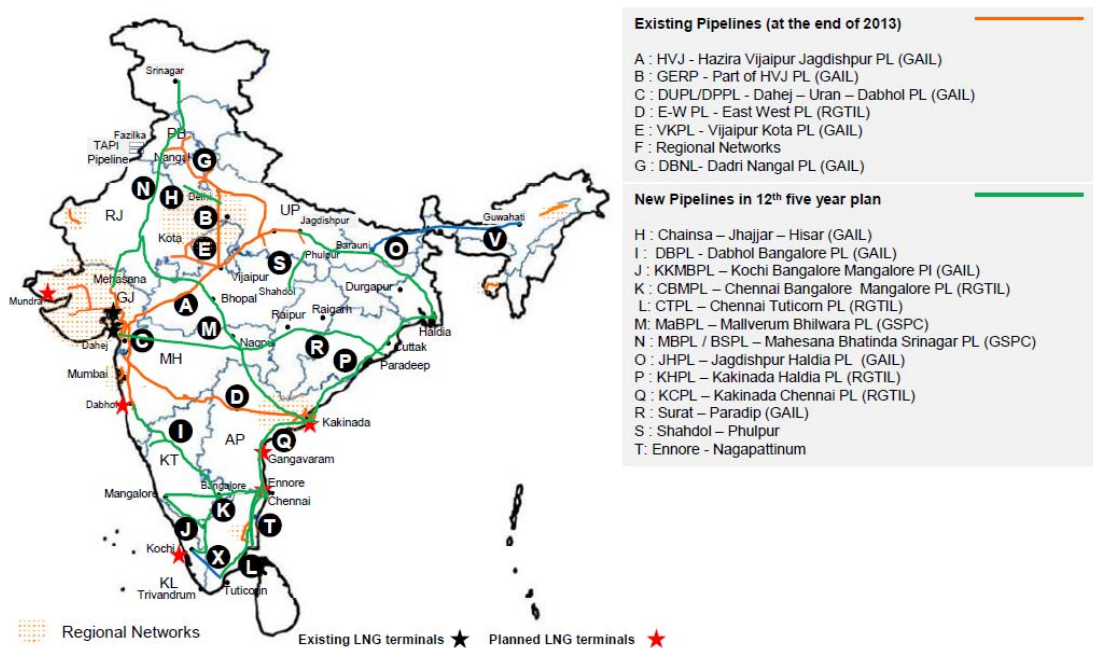 Existing Pipelines (at the end of 2013)
A : HVJ - Hazira Vijaipur Jagdishpur PL (GAIL)
B : GERP - Part of HVJ PL (GAIL)
C : DUPL/DPPL - Dahej – Uran – Dabhol PL (GAIL)
D : E-W PL - East West PL (RGTIL)
E : VKPL - Vijaipur Kota PL (GAIL)
F : Regional Networks
G : DBNL- Dadri Nangal PL (GAIL)
New Pipelines in 12th five year plan
H : Chainsa – Jhajjar – Hisar (GAIL)
I : DBPL - Dabhol Bangalore PL (GAIL)
J : KKMBPL – Kochi Bangalore Mangalore Pl (GAIL)
K : CBMPL – Chennai Bangalore Mangalore PL (RGTIL)
L : CTPL – Chennai Tuticorn PL (RGTIL)
M: MaBPL – Mallverum Bhilwara PL (GSPC)
N : MBPL / BSPL – Mahesana Bhatinda Srinagar PL (GSPC)
O : JHPL – Jagdishpur Haldia PL (GAIL)
P : KHPL – Kakinada Haldia PL (RGTIL)
Q : KCPL – Kakinada Chennai PL (RGTIL)
R : Surat – Paradip (GAIL)
S : Shahdol – Phulpur
T: Ennore - Nagapattinum
Srinagar
PB
Fazilka
TAPI
Pipeline
Nangal
G
N
H
Delhi
RJ
B
UP
Jagdishpur
Guwahati
V
Kota
E
Barauni
O
Phulpur
S
Vijaipur
Mehasana
GJ
Mundra
Shahdol
Durgapur
A
Bhopal
M
Raipur
Raigarh
Haldia
Dahej
C
Nagpur
R
Cuttak
MH
P
Paradeep
Mumbai
D
Dabhol
Kakinada
I
AP
Q
KT
Gangavaram
Bangalore
Ennore
Mangalore
Chennai
K
J
T
Kochi
X
L
KL
Tuticorin
Trivandrum
Regional Networks
Existing LNG terminals
Planned LNG terminals